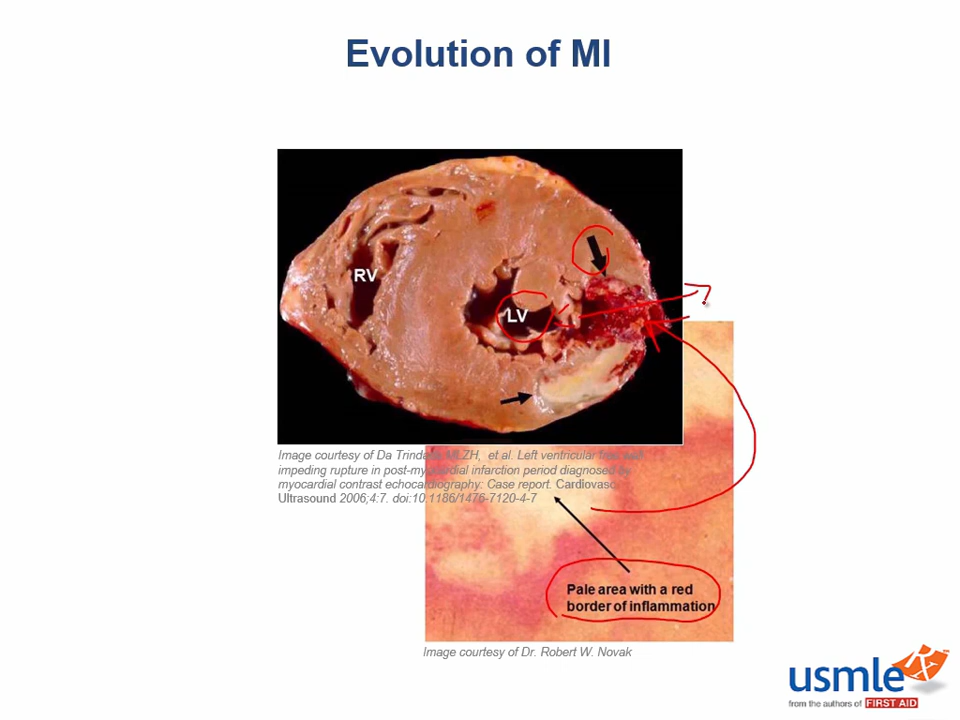 Evolution of MI
RV
LV
?
Image courtesy of Da Trindade MLZH, et al. Left ventricular free wall
impeding rupture in post-myocardial infarction period diagnosed by
myocardial contrast echocardiography: Case report. Cardiovasc
Ultrasound 2006;4:7. doi:10.1186/1476-7120-4-7
Pale area with a red
border of inflammation
Image courtesy of Dr. Robert W. Novak
usmle Rx
from the authors of FIRST AID